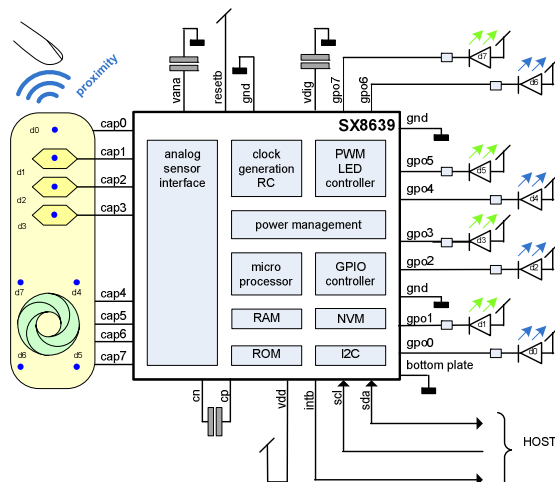 proximity
vana
resetb
gnd
vdig
gpo7
gpo6
d7
d6
d0
d1
d2
d3
d7
d4
d6
d5
cap0
cap1
cap2
cap3
cap4
cap5
cap6
cap7
SX8639
analog
sensor
interface
clock
generation
RC
PWM
LED
controller
power management
micro
processor
GPIO
controller
RAM
NVM
ROM
I2C
gnd
gpo5
gpo4
gpo3
gpo2
gnd
gpo1
gpo0
bottom plate
d5
d4
d3
d2
d1
d0
cn
cp
vdd
intb
scl
sda
HOST